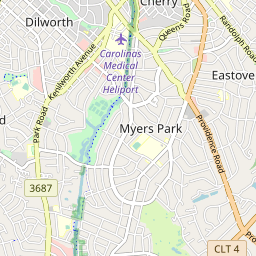 Cherry
Dilworth
Queens Road
Randolph Road
Kenilworth Avenue
Carolinas
Medical
Center
Heliport
Eastove
Park Road
d
Myers Park
Providence Road
3687
CLT 4